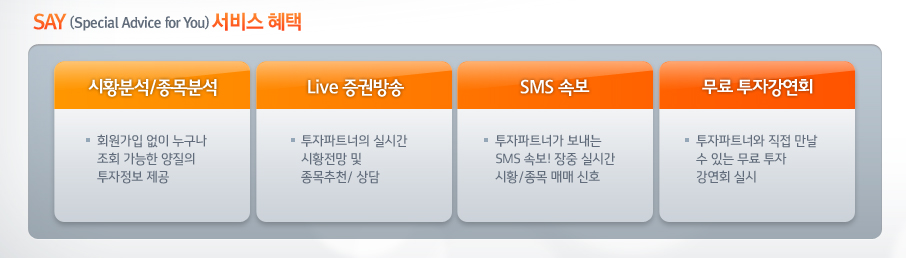 SAY (Special Advice for You) 서비스 혜택
시황분석/종목분석
회원가입 없이 누구나
조회 가능한 양질의
투자정보 제공
Live 증권방송
투자파트너의 실시간
시황전망 및
종목추천/ 상담
SMS 속보
투자파트너가 보내는
SMS 속보! 장중 실시간
시황/종목 매매 신호
무료 투자강연회
투자파트너와 직접 만날
수 있는 무료 투자
강연회 실시